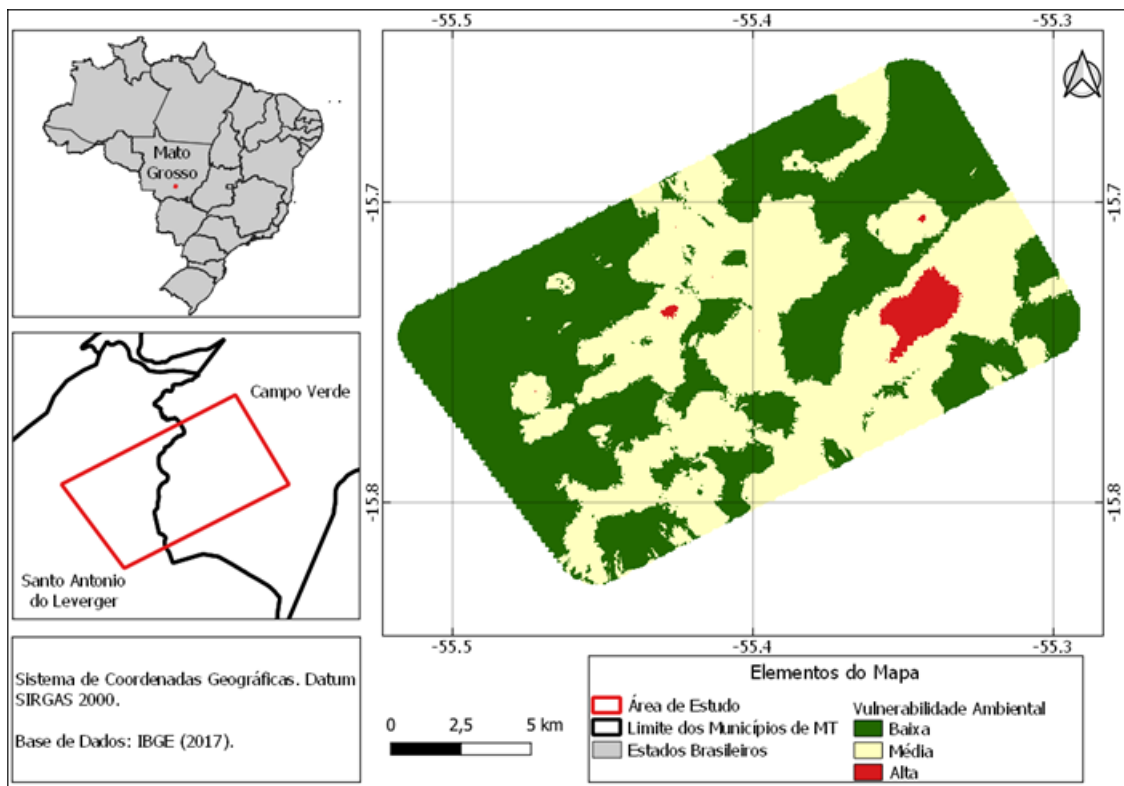 Mato
Grosso
Campo Verde
Santo Antonio
do Leverger
Sistema de Coordenadas Geográficas. Datum
SIRGAS 2000.
Base de Dados: IBGE (2017).
-55.5
-55.4
-55.3
-15.7
-15.7
-15.8
-15.8
-55.5
-55.4
-55.3
0
2,5
5 km
Elementos do Mapa
Área de Estudo
Limite dos Municípios de MT
Estados Brasileiros
Vulnerabilidade Ambiental
Baixa
Média
Alta